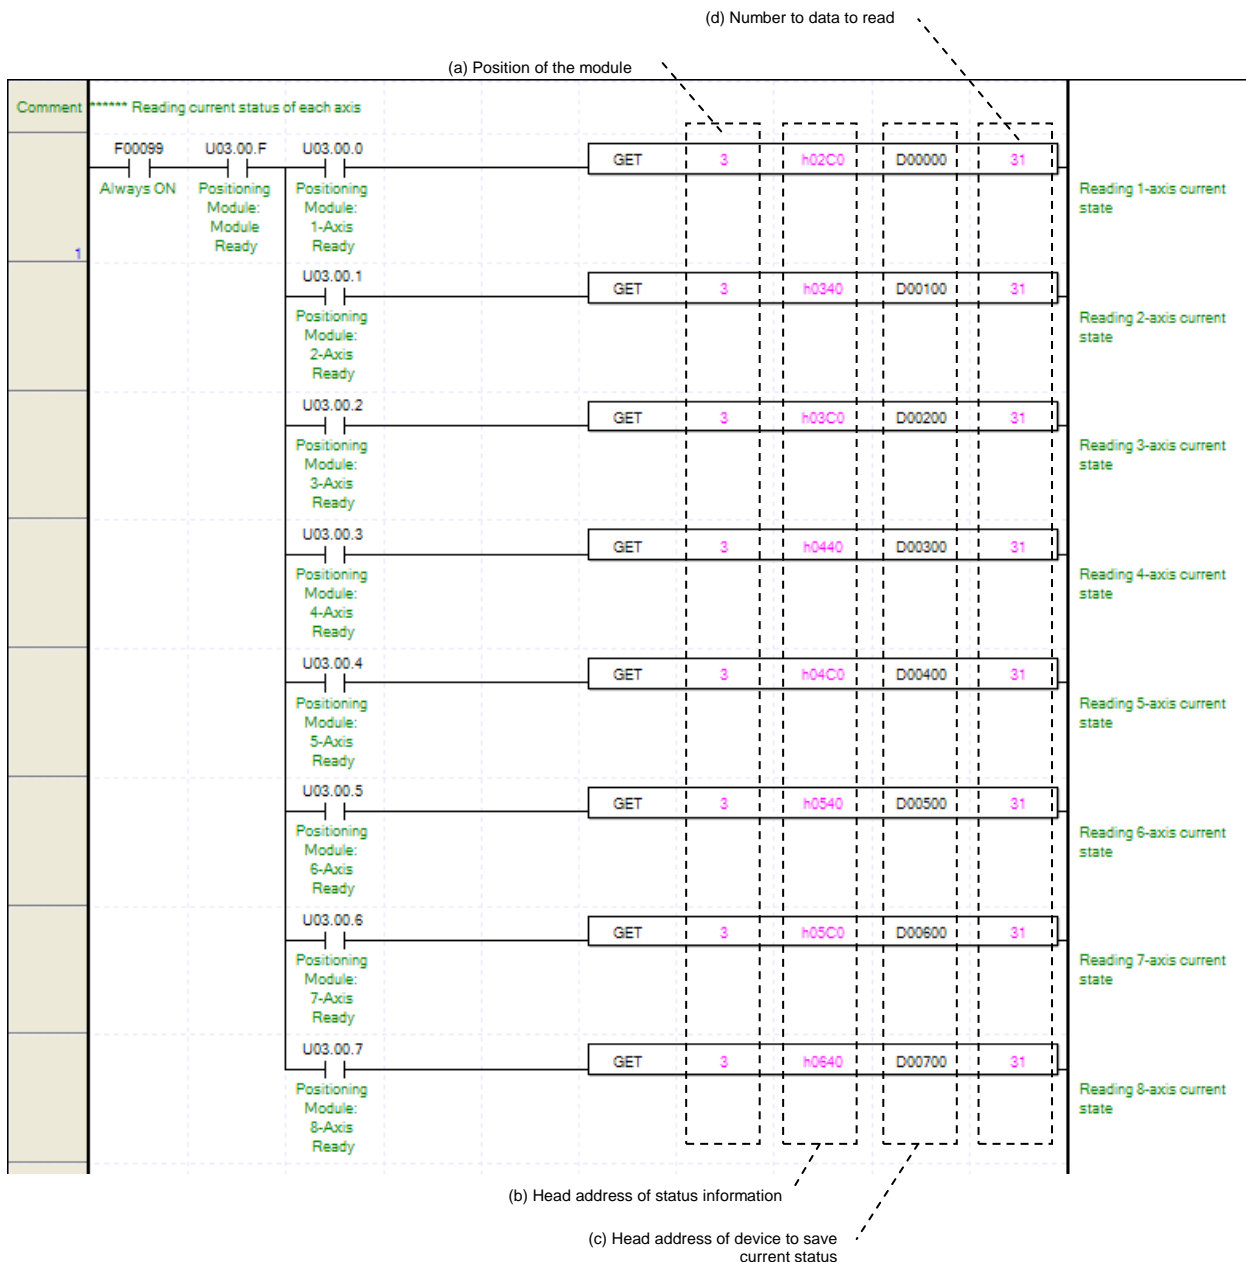 (d) Number to data to read
(a) Position of the module
Comment ****** Reading current status of each axis
F00099 U03.00.F U03.00.0
GET 3 h02C0 D00000 31
Always ON Positioning Positioning Reading 1-axis current
Module: Module: state
Module 1-Axis
Ready Ready
1
U03.00.1
GET 3 h0340 D00100 31
Positioning Reading 2-axis current
Module: state
2-Axis
Ready
U03.00.2
GET 3 h03C0 D00200 31
Positioning Reading 3-axis current
Module: state
3-Axis
Ready
U03.00.3
GET 3 h0440 D00300 31
Positioning Reading 4-axis current
Module: state
4-Axis
Ready
U03.00.4
GET 3 h04C0 D00400 31
Positioning Reading 5-axis current
Module: state
5-Axis
Ready
U03.00.5
GET 3 h0540 D00500 31
Positioning Reading 6-axis current
Module: state
6-Axis
Ready
U03.00.6
GET 3 h05C0 D00600 31
Positioning Reading 7-axis current
Module: state
7-Axis
Ready
U03.00.7
GET 3 h0640 D00700 31
Positioning Reading 8-axis current
Module: state
8-Axis
Ready
(b) Head address of status information
(c) Head address of device to save
current status